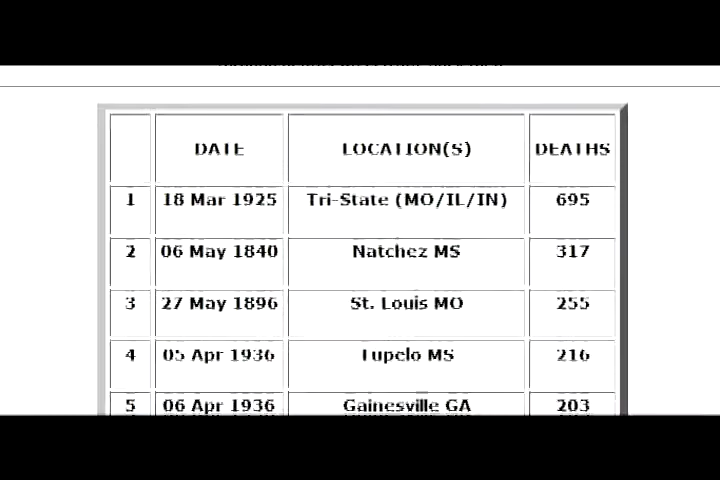 DATE LOCATION(S) DEATHS
1 18 Mar 1925 Tri-State (MO/IL/IN) 695
2 06 May 1840 Natchez MS 317
3 27 May 1896 St. Louis MO 255
4 05 Apr 1936 Tupelo MS 216
5 06 Apr 1936 Gainesville GA 203